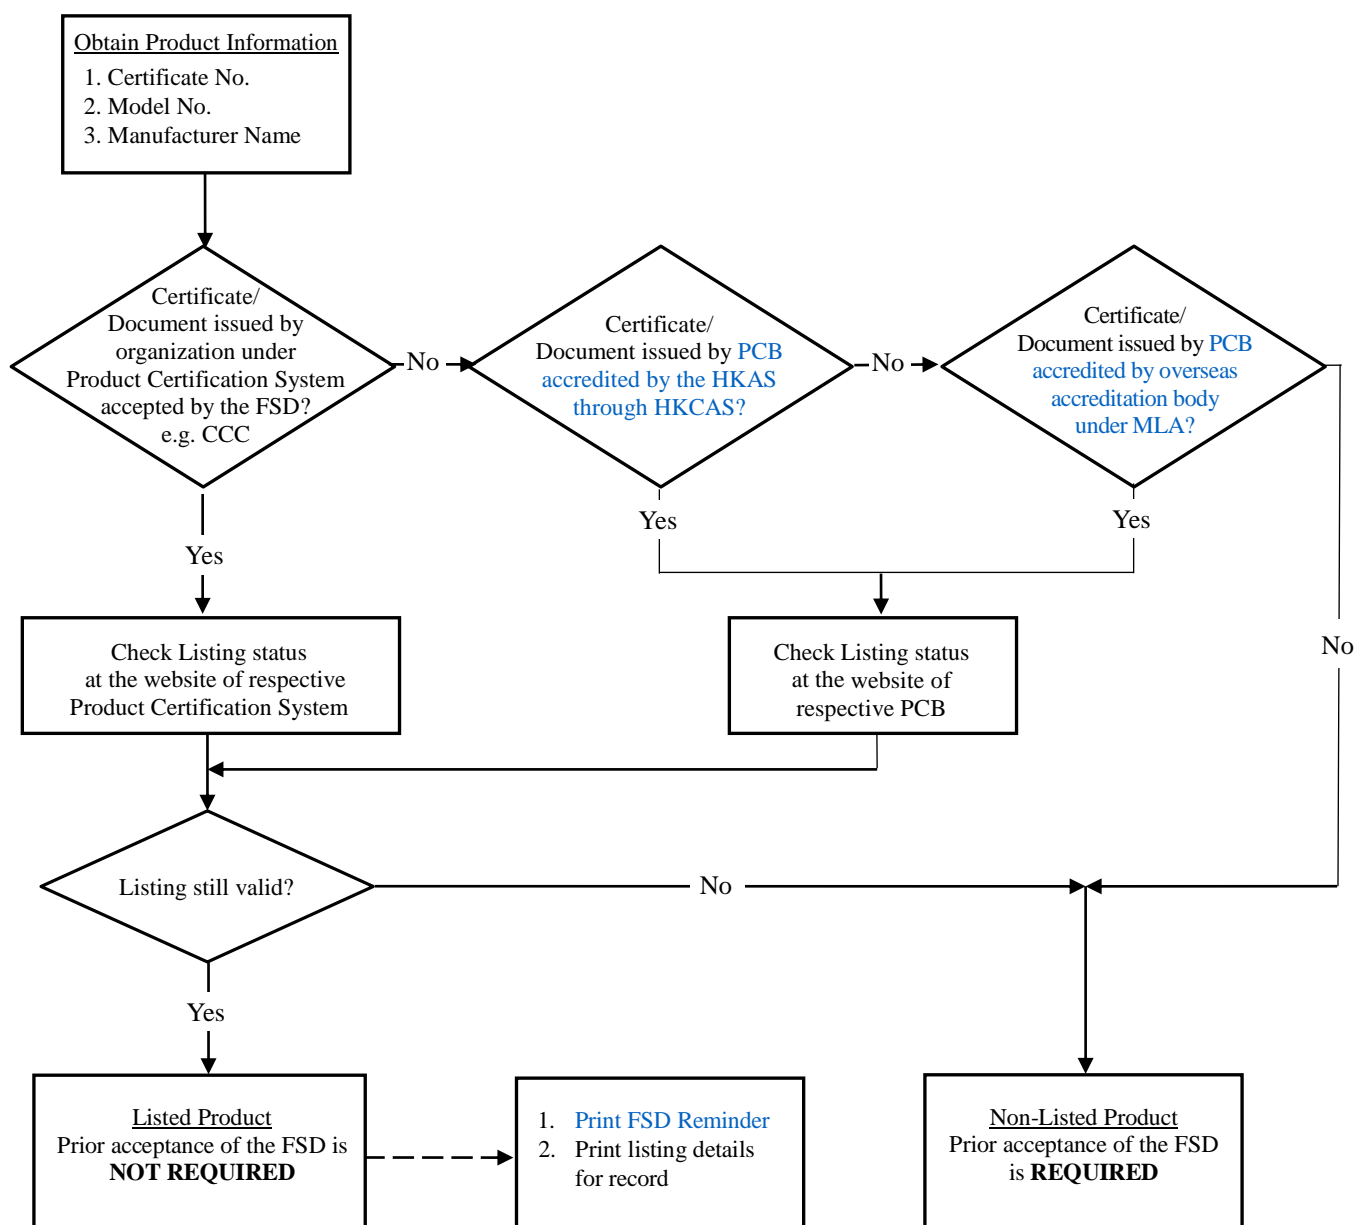 Obtain Product Information
1. Certificate No.
2. Model No.
3. Manufacturer Name
Certificate/
Document issued by
organization under
Product Certification System
accepted by the FSD?
e.g. CCC
No
Certificate/
Document issued by PCB
accredited by the HKAS
through HKCAS?
No
Certificate/
Document issued by PCB
accredited by overseas
accreditation body
under MLA?
Yes
Yes
Yes
No
Check Listing status
at the website of respective
Product Certification System
Check Listing status
at the website of
respective PCB
Listing still valid?
No
Yes
Listed Product
Prior acceptance of the FSD is
NOT REQUIRED
1. Print FSD Reminder
2. Print listing details
for record
Non-Listed Product
Prior acceptance of the FSD
is REQUIRED